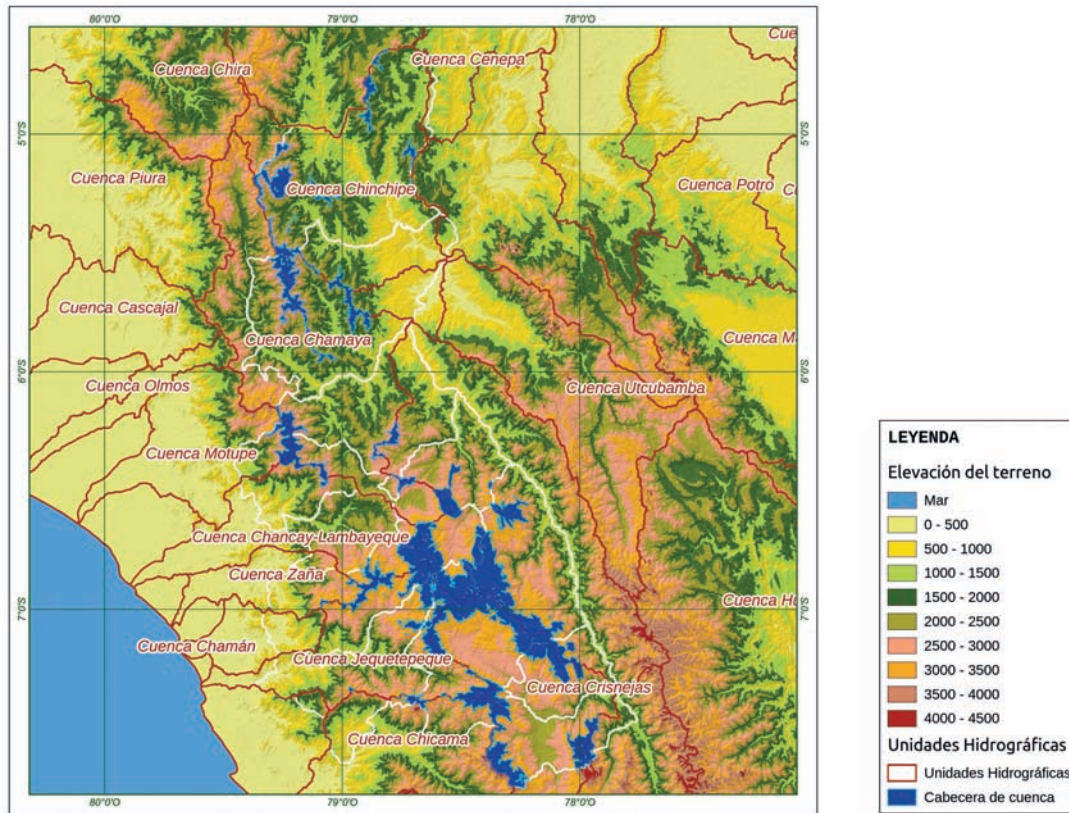 80°0'O 79°0'O 78°0'O
Cuenca Cenepa
Cuenca Chira
5°0'S 5°0'S
Cuenca Piura
Cuenca Chinchipe
Cuenca Potro
Cuenca Cascajal
Cuenca Chamaya
Cuenca M
6°0'S 6°0'S
Cuenca Olmos
Cuenca Utcubamba
Cuenca Motupe
Cuenca Chancay-Lambayeque
Cuenca Zaña
7°0'S 7°0'S
Cuenca Hu
Cuenca Chamán
Cuenca Jequetepeque
Cuenca Crisnejas
Cuenca Chicama
80°0'O 79°0'O 78°0'O
LEYENDA
Elevación del terreno
Mar
0 - 500
500 - 1000
1000 - 1500
1500 - 2000
2000 - 2500
2500 - 3000
3000 - 3500
3500 - 4000
4000 - 4500
Unidades Hidrográficas
Unidades Hidrográficas
Cabecera de cuenca